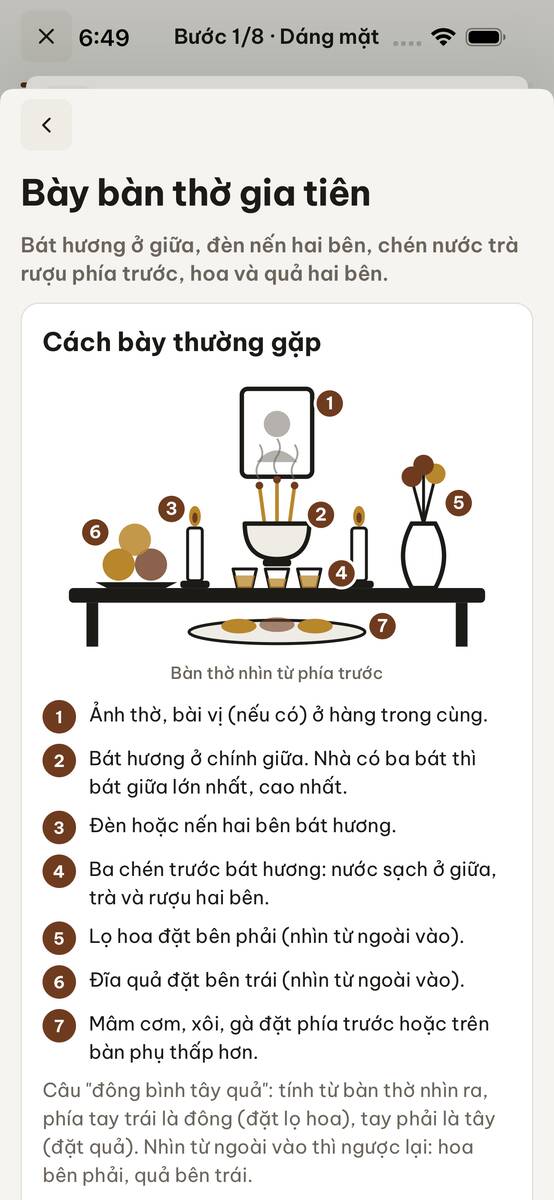 6:49 Bước 1/8 · Dáng mặt
Bày bàn thờ gia tiên
Bát hương ở giữa, đèn nến hai bên, chén nước trà
rượu phía trước, hoa và quả hai bên.
Cách bày thường gặp
1
2
3
4
5
6
7
Bàn thờ nhìn từ phía trước
1 Ảnh thờ, bài vị (nếu có) ở hàng trong cùng.
2 Bát hương ở chính giữa. Nhà có ba bát thì
bát giữa lớn nhất, cao nhất.
3 Đèn hoặc nến hai bên bát hương.
4 Ba chén trước bát hương: nước sạch ở giữa,
trà và rượu hai bên.
5 Lọ hoa đặt bên phải (nhìn từ ngoài vào).
6 Đĩa quả đặt bên trái (nhìn từ ngoài vào).
7 Mâm cơm, xôi, gà đặt phía trước hoặc trên
bàn phụ thấp hơn.
Câu "đông bình tây quả": tính từ bàn thờ nhìn ra,
phía tay trái là đông (đặt lọ hoa), tay phải là tây
(đặt quả). Nhìn từ ngoài vào thì ngược lại: hoa
bên phải, quả bên trái.